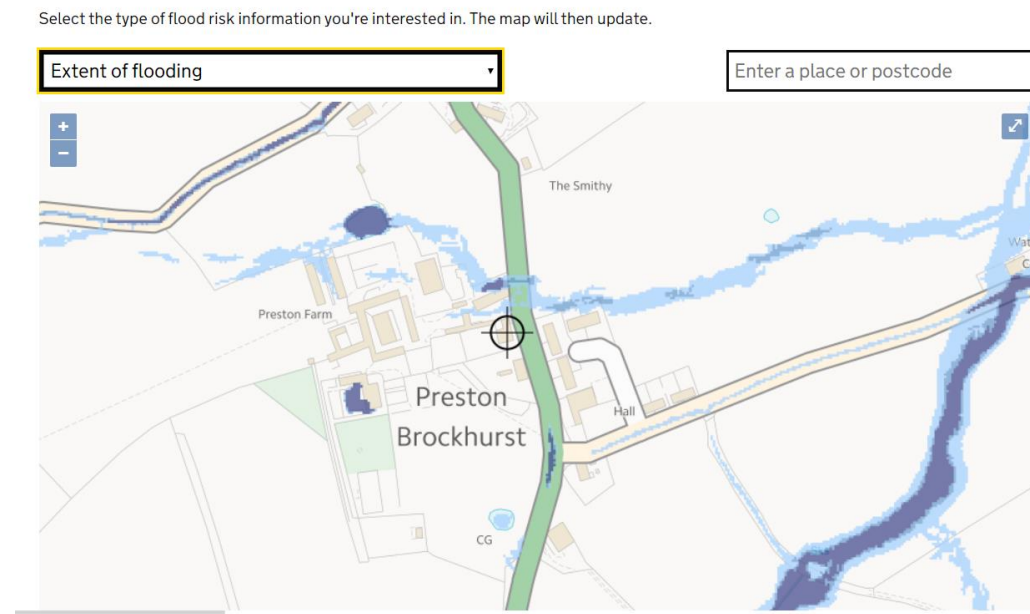 Select the type of flood risk information you're interested in. The map will then update.
Extent of flooding
Enter a place or postcode
+
−
The Smithy
Preston Farm
Preston
Brockhurst
Hall
CG